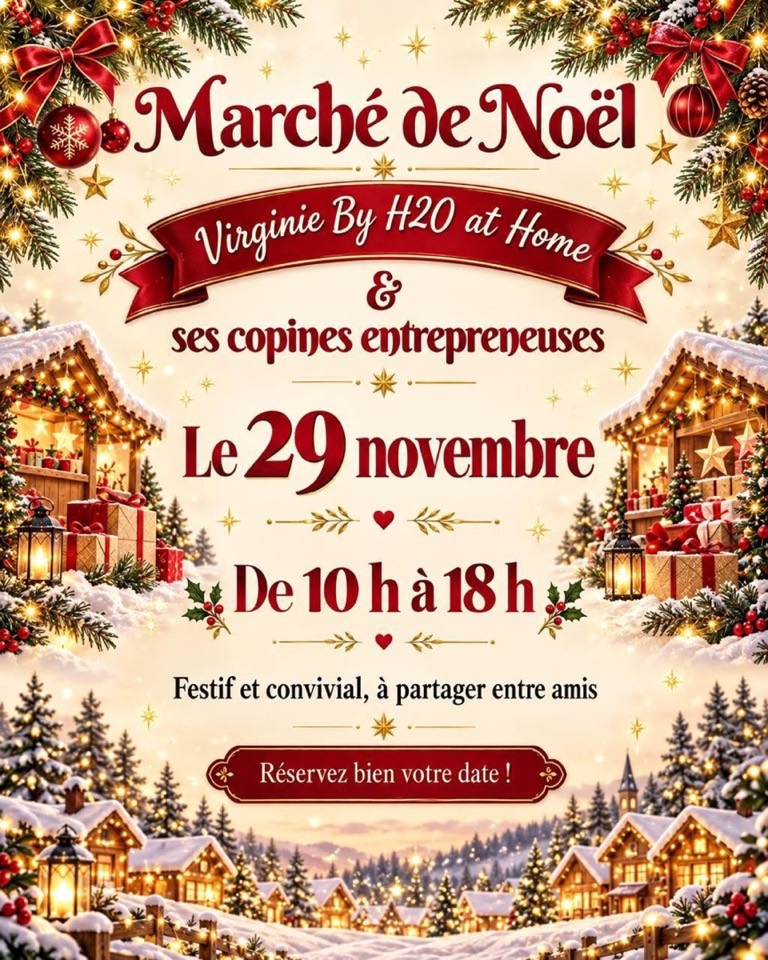 Marché de Noël
Virginie By H2O at Home
&
ses copines entrepreneuses
Le 29 novembre
De 10 h à 18 h
Festif et convivial, à partager entre amis
Réservez bien votre date !